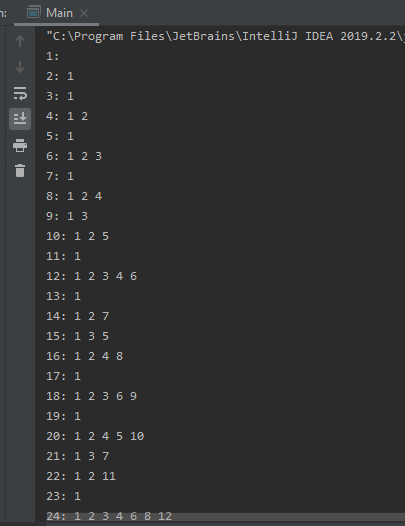 n: Main ×
"C:\Program Files\JetBrains\IntelliJ IDEA 2019.2.2\
1:
2: 1
3: 1
4: 1 2
5: 1
6: 1 2 3
7: 1
8: 1 2 4
9: 1 3
10: 1 2 5
11: 1
12: 1 2 3 4 6
13: 1
14: 1 2 7
15: 1 3 5
16: 1 2 4 8
17: 1
18: 1 2 3 6 9
19: 1
20: 1 2 4 5 10
21: 1 3 7
22: 1 2 11
23: 1
24: 1 2 3 4 6 8 12